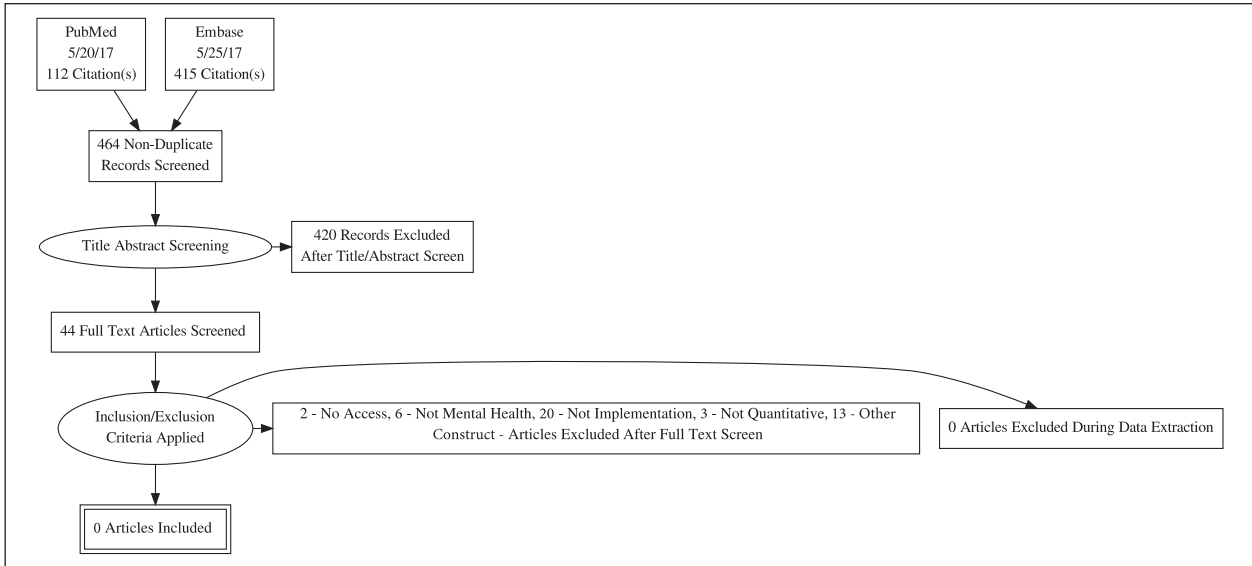 PubMed
5/20/17
112 Citation(s)
Embase
5/25/17
415 Citation(s)
464 Non-Duplicate
Records Screened
Title Abstract Screening
420 Records Excluded
After Title/Abstract Screen
44 Full Text Articles Screened
Inclusion/Exclusion
Criteria Applied
2 - No Access, 6 - Not Mental Health, 20 - Not Implementation, 3 - Not Quantitative, 13 - Other
Construct - Articles Excluded After Full Text Screen
0 Articles Excluded During Data Extraction
0 Articles Included